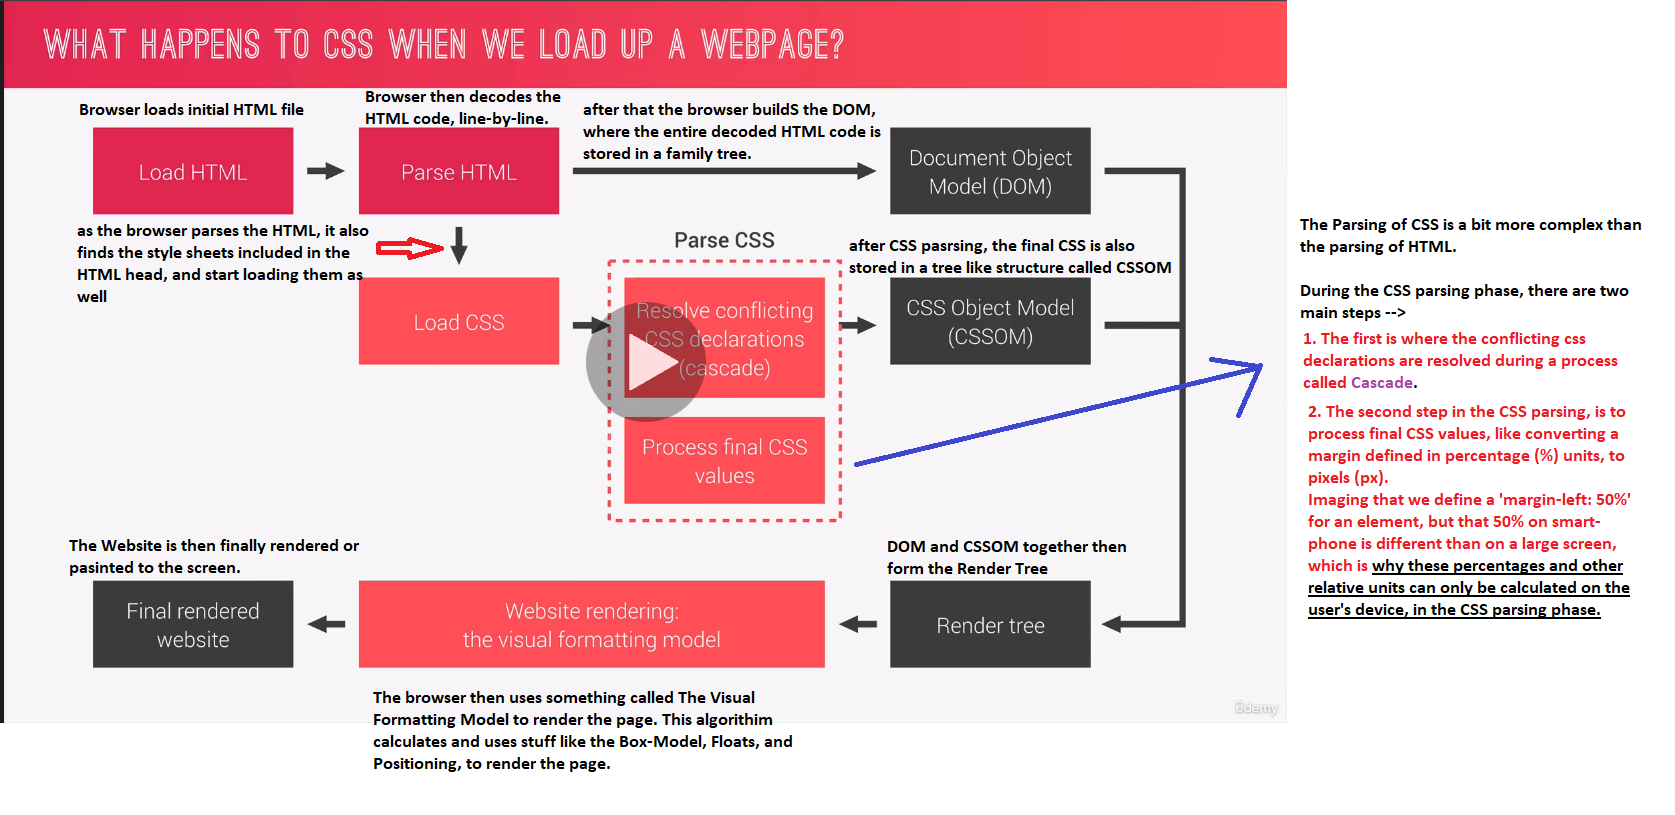 WHAT HAPPENS TO CSS WHEN WE LOAD UP A WEBPAGE?
Browser loads initial HTML file
Load HTML
Browser then decodes the
HTML code, line-by-line.
Parse HTML
after that the browser buildS the DOM,
where the entire decoded HTML code is
stored in a family tree.
Document Object
Model (DOM)
as the browser parses the HTML, it also
finds the style sheets included in the
HTML head, and start loading them as
well
Load CSS
Parse CSS
Resolve conflicting
CSS declarations
(cascade)
Process final CSS
values
after CSS pasrsing, the final CSS is also
stored in a tree like structure called CSSOM
CSS Object Model
(CSSOM)
The Parsing of CSS is a bit more complex than
the parsing of HTML.
During the CSS parsing phase, there are two
main steps -->
1. The first is where the conflicting css
declarations are resolved during a process
called Cascade.
2. The second step in the CSS parsing, is to
process final CSS values, like converting a
margin defined in percentage (%) units, to
pixels (px).
Imaging that we define a 'margin-left: 50%'
for an element, but that 50% on smart-
phone is different than on a large screen,
which is why these percentages and other
relative units can only be calculated on the
user's device, in the CSS parsing phase.
The Website is then finally rendered or
pasinted to the screen.
Final rendered
website
Website rendering:
the visual formatting model
DOM and CSSOM together then
form the Render Tree
Render tree
The browser then uses something called The Visual
Formatting Model to render the page. This algorithim
calculates and uses stuff like the Box-Model, Floats, and
Positioning, to render the page.
ûdemy